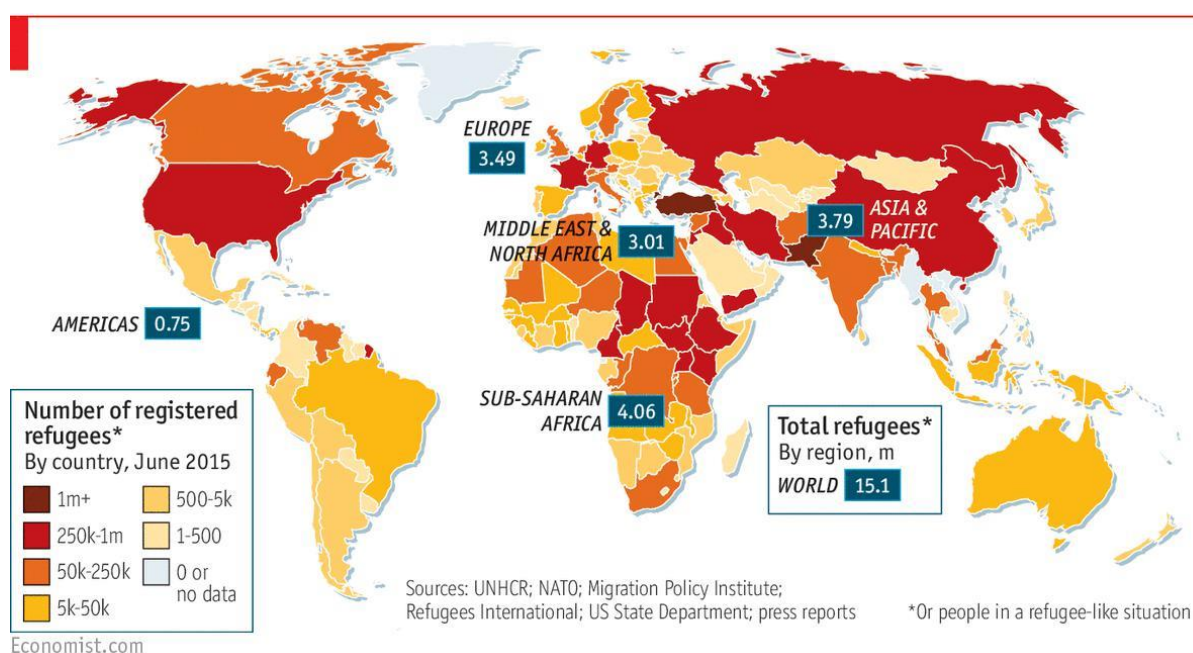 EUROPE
3.49
MIDDLE EAST &
NORTH AFRICA
3.01
3.79
ASIA &
PACIFIC
AMERICAS 0.75
SUB-SAHARAN
AFRICA
4.06
Number of registered
refugees*
By country, June 2015
1m+
250k-1m
50k-250k
5k-50k
500-5k
1-500
0 or
no data
Total refugees*
By region, m
WORLD 15.1
Sources: UNHCR; NATO; Migration Policy Institute;
Refugees International; US State Department; press reports
*Or people in a refugee-like situation
Economist.com